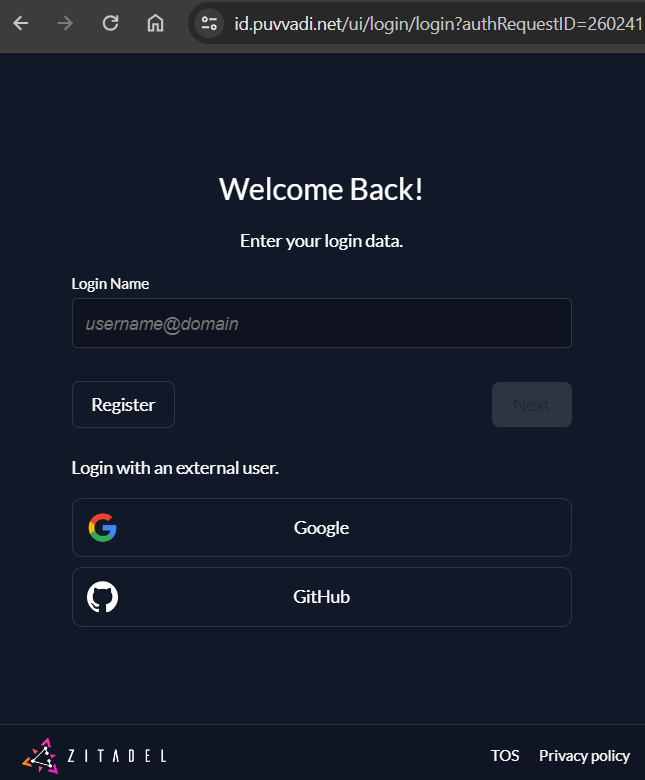 id.puvvadi.net/ui/login/login?authRequestID=260241
Welcome Back!
Enter your login data.
Login Name
username@domain
Register
Next
Login with an external user.
Google
GitHub
ZITADEL
TOS
Privacy policy